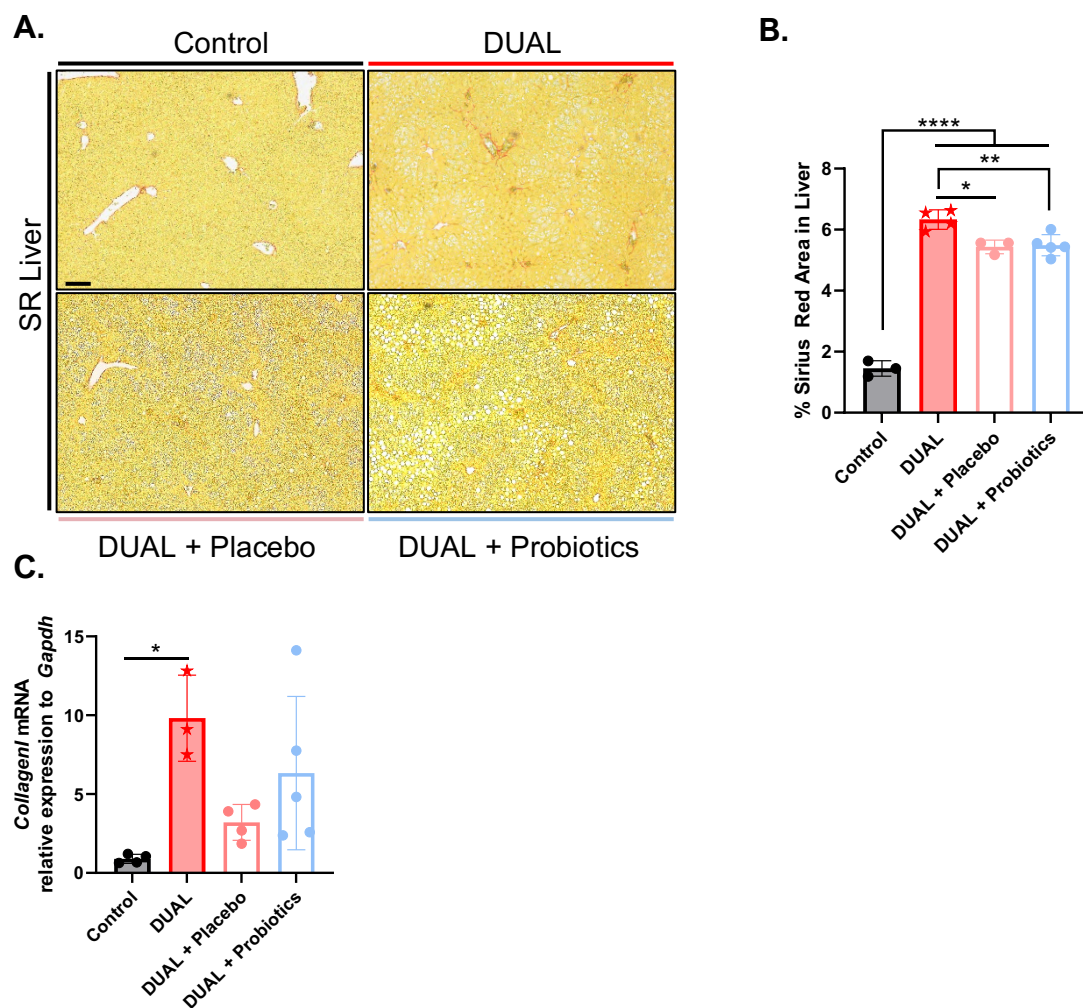 A.
Control
DUAL
SR Liver
DUAL + Placebo
DUAL + Probiotics
B.
****
**
*
8
6
4
2
0
% Sirius Red Area in Liver
Control
DUAL
DUAL + Placebo
DUAL + Probiotics
C.
*
15
10
5
0
CollagenI mRNA
relative expression to Gapdh
Control
DUAL
DUAL + Placebo
DUAL + Probiotics